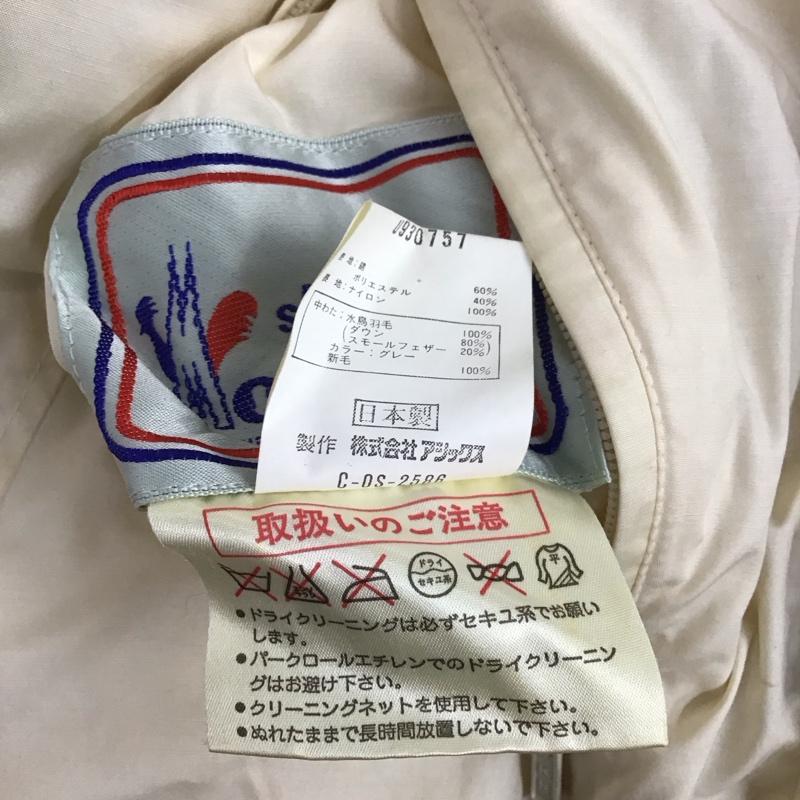 0930757
表地:綿 60%
ポリエステル 40%
裏地:ナイロン 100%
中わた:水鳥羽毛 100%
(ダウン 80%
スモールフェザー 20%)
カラー:グレー
新毛 100%
日本製
製作 株式会社アシックス
C-DS-2586
取扱いのご注意
ドライ
セキユ系
平
●ドライクリーニングは必ずセキユ系でお願い
します。
●パークロールエチレンでのドライクリーニン
グはお避け下さい。
●クリーニングネットを使用して下さい。
●ぬれたままで長時間放置しないで下さい。